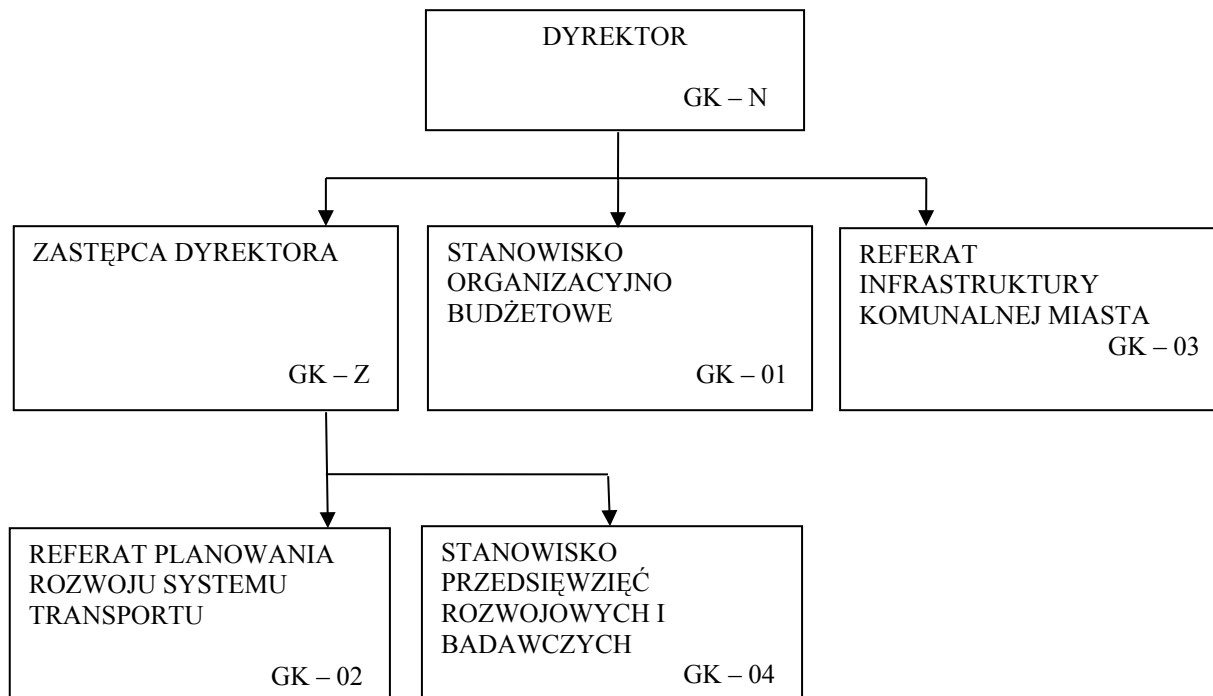 DYREKTOR
GK – N
ZASTĘPCA DYREKTORA
GK – Z
STANOWISKO
ORGANIZACYJNO
BUDŻETOWE
GK – 01
REFERAT
INFRASTRUKTURY
KOMUNALNEJ MIASTA
GK – 03
REFERAT PLANOWANIA
ROZWOJU SYSTEMU
TRANSPORTU
GK – 02
STANOWISKO
PRZEDSIĘWZIĘĆ
ROZWOJOWYCH I
BADAWCZYCH
GK – 04